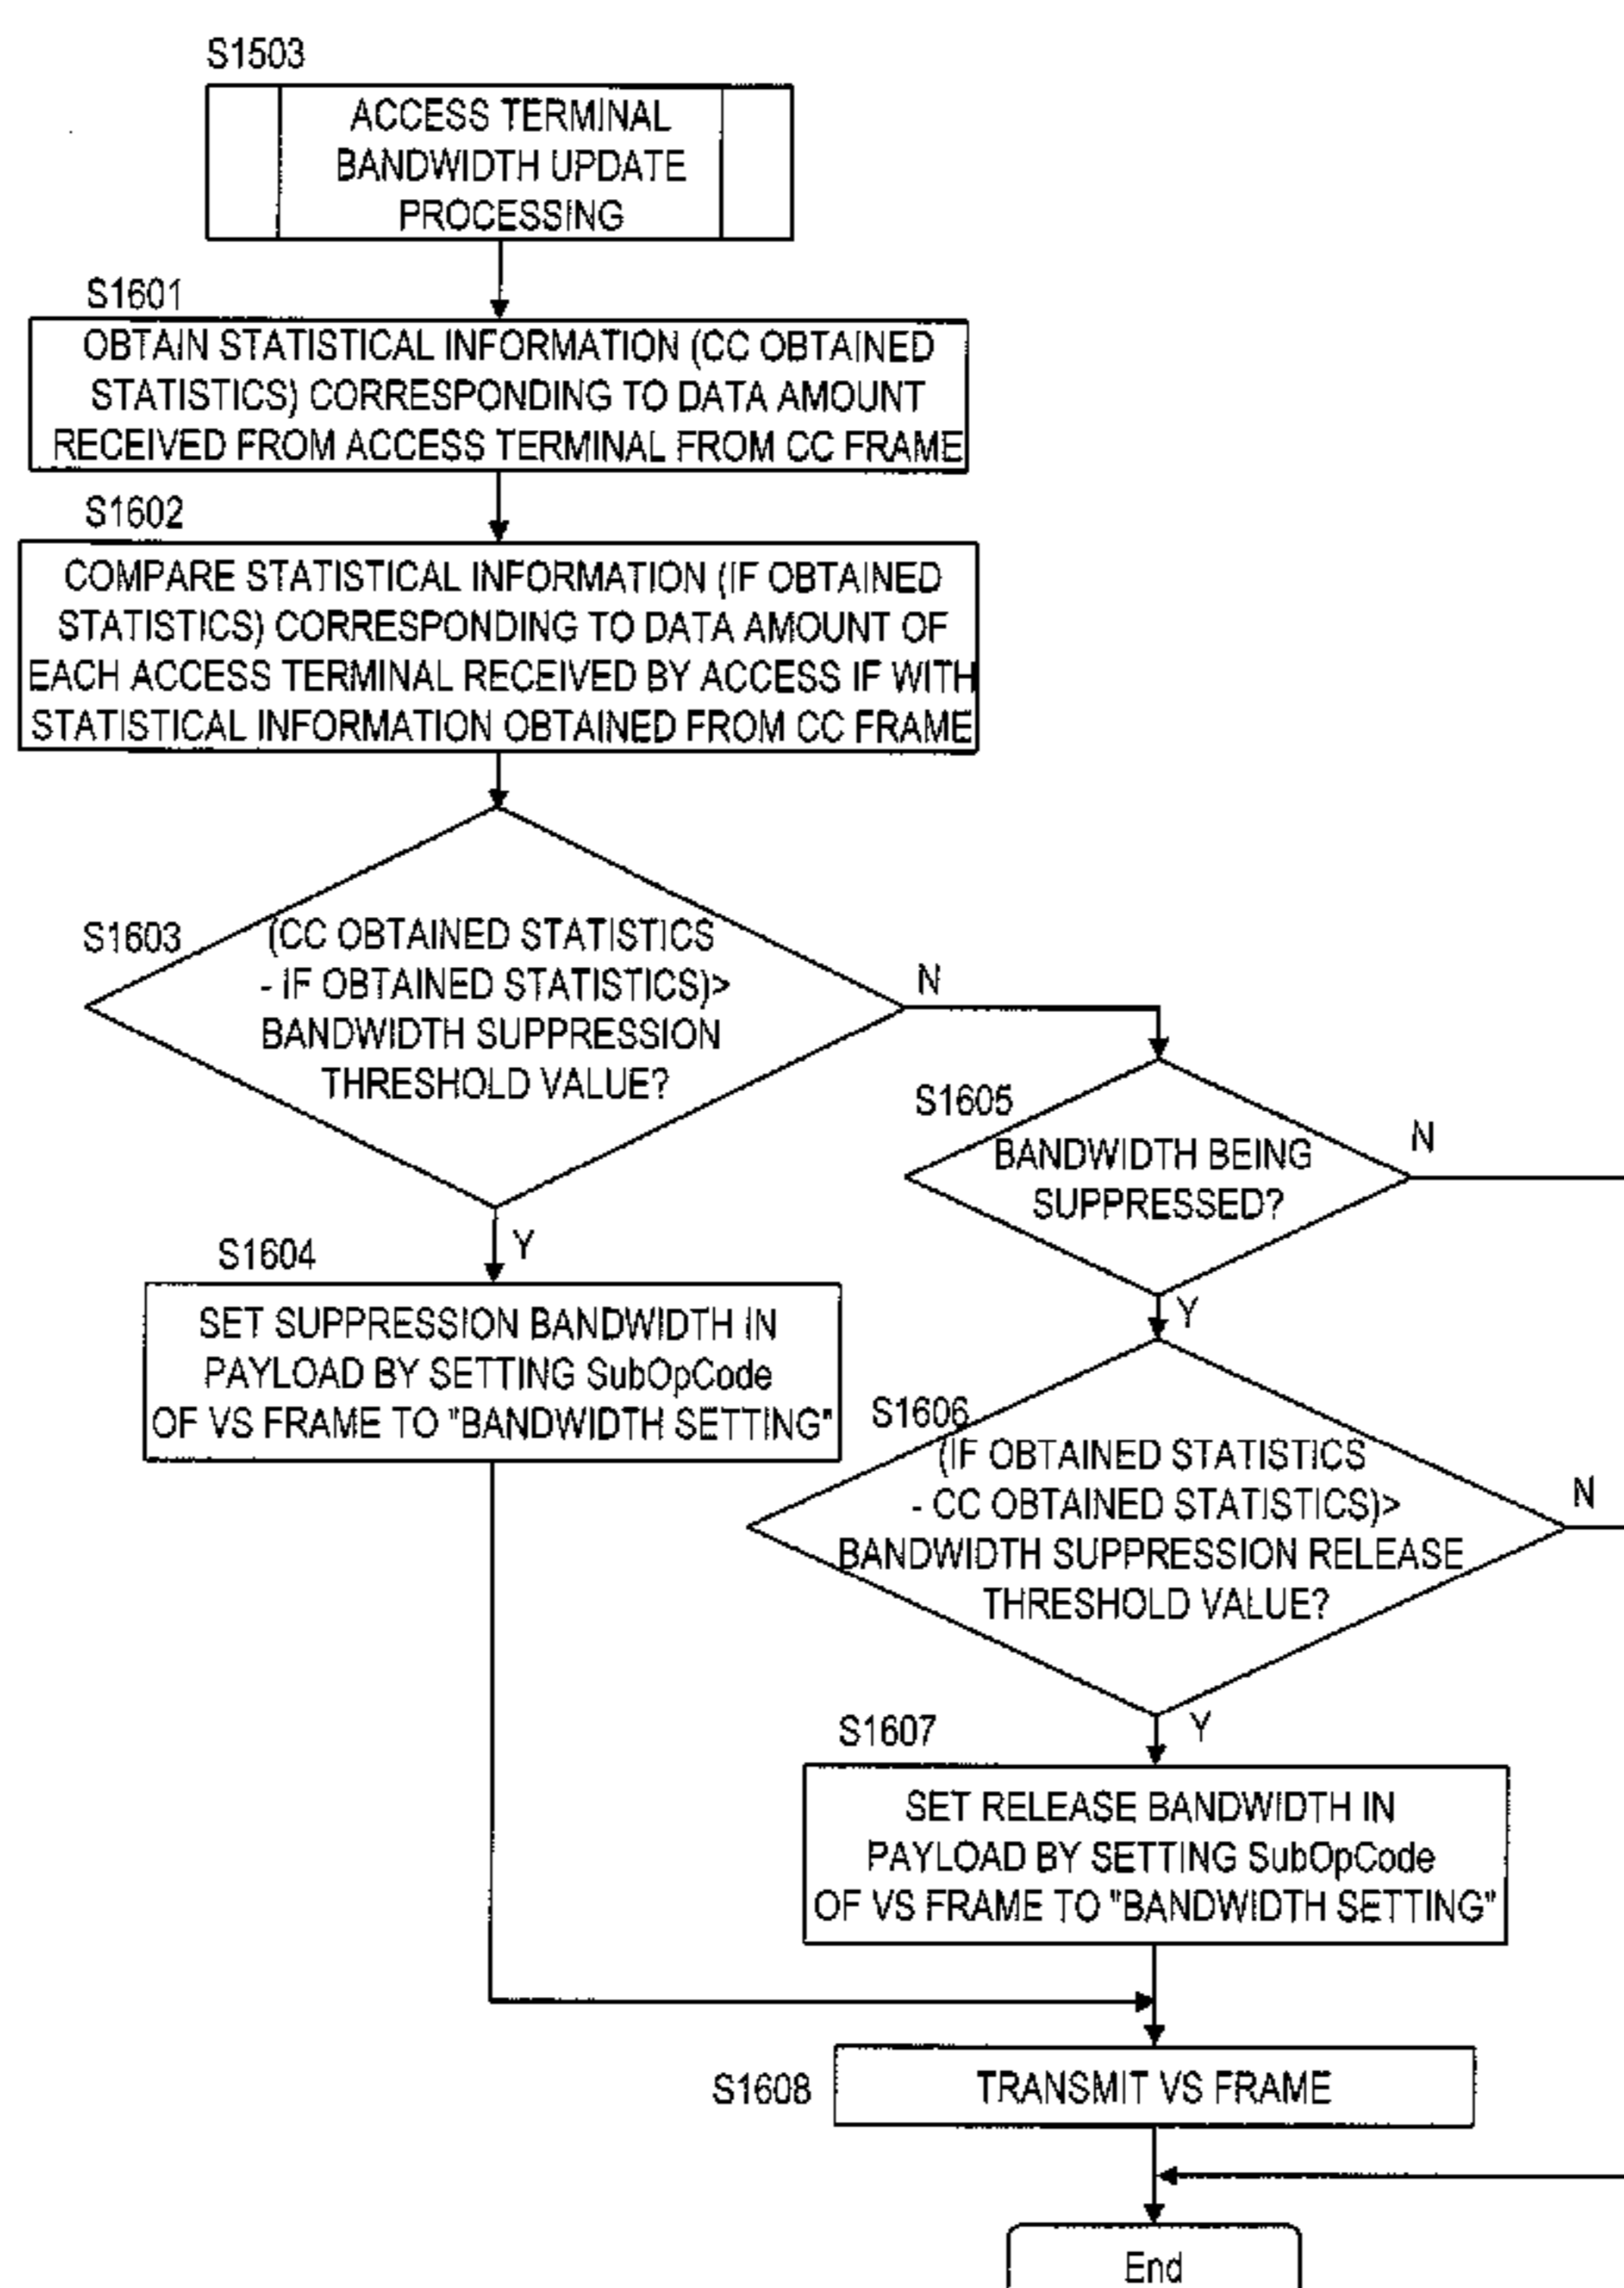 S1503
ACCESS TERMINAL
BANDWIDTH UPDATE
PROCESSING
S1601
OBTAIN STATISTICAL INFORMATION (CC OBTAINED
STATISTICS) CORRESPONDING TO DATA AMOUNT
RECEIVED FROM ACCESS TERMINAL FROM CC FRAME
S1602
COMPARE STATISTICAL INFORMATION (IF OBTAINED
STATISTICS) CORRESPONDING TO DATA AMOUNT OF
EACH ACCESS TERMINAL RECEIVED BY ACCESS IF WITH
STATISTICAL INFORMATION OBTAINED FROM CC FRAME
S1603
(CC OBTAINED STATISTICS
- IF OBTAINED STATISTICS)>
BANDWIDTH SUPPRESSION
THRESHOLD VALUE?
N
Y
S1604
SET SUPPRESSION BANDWIDTH IN
PAYLOAD BY SETTING SubOpCode
OF VS FRAME TO "BANDWIDTH SETTING"
S1605
BANDWIDTH BEING
SUPPRESSED?
N
Y
S1606
(IF OBTAINED STATISTICS
- CC OBTAINED STATISTICS)>
BANDWIDTH SUPPRESSION RELEASE
THRESHOLD VALUE?
N
Y
S1607
SET RELEASE BANDWIDTH IN
PAYLOAD BY SETTING SubOpCode
OF VS FRAME TO "BANDWIDTH SETTING"
S1608
TRANSMIT VS FRAME
End